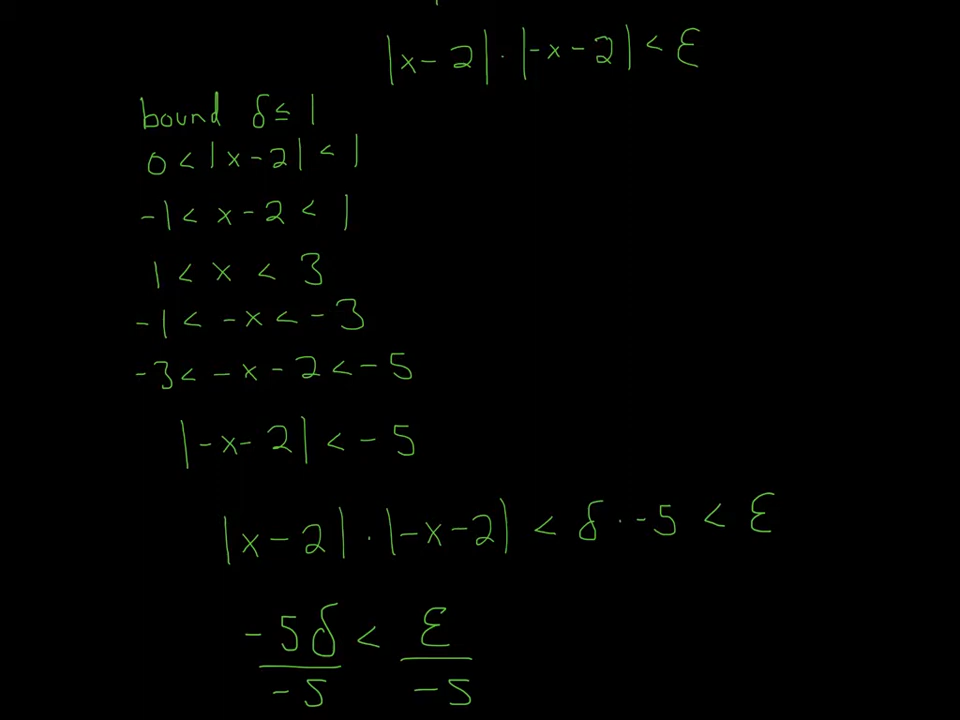 |x-2| · |-x-2| < ε
bound δ ≤ 1
0 < |x-2| < 1
-1 < x-2 < 1
1 < x < 3
-1 < -x < -3
-3 < -x-2 < -5
|-x-2| < -5
|x-2| · |-x-2| < δ · -5 < ε
-5δ < ε
-5 -5